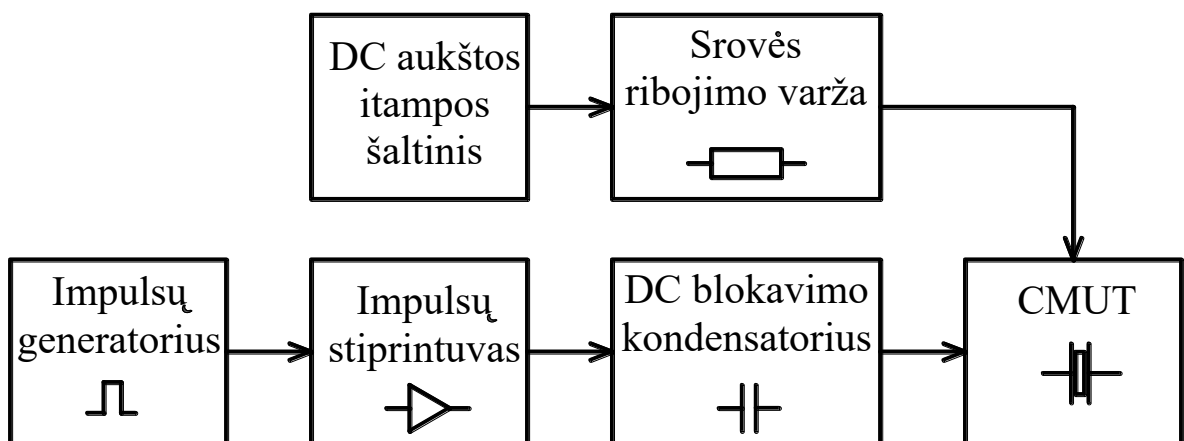 DC aukštos
itampos
šaltinis
Srovės
ribojimo varža
Impulsų
generatorius
Impulsų
stiprintuvas
DC blokavimo
kondensatorius
CMUT